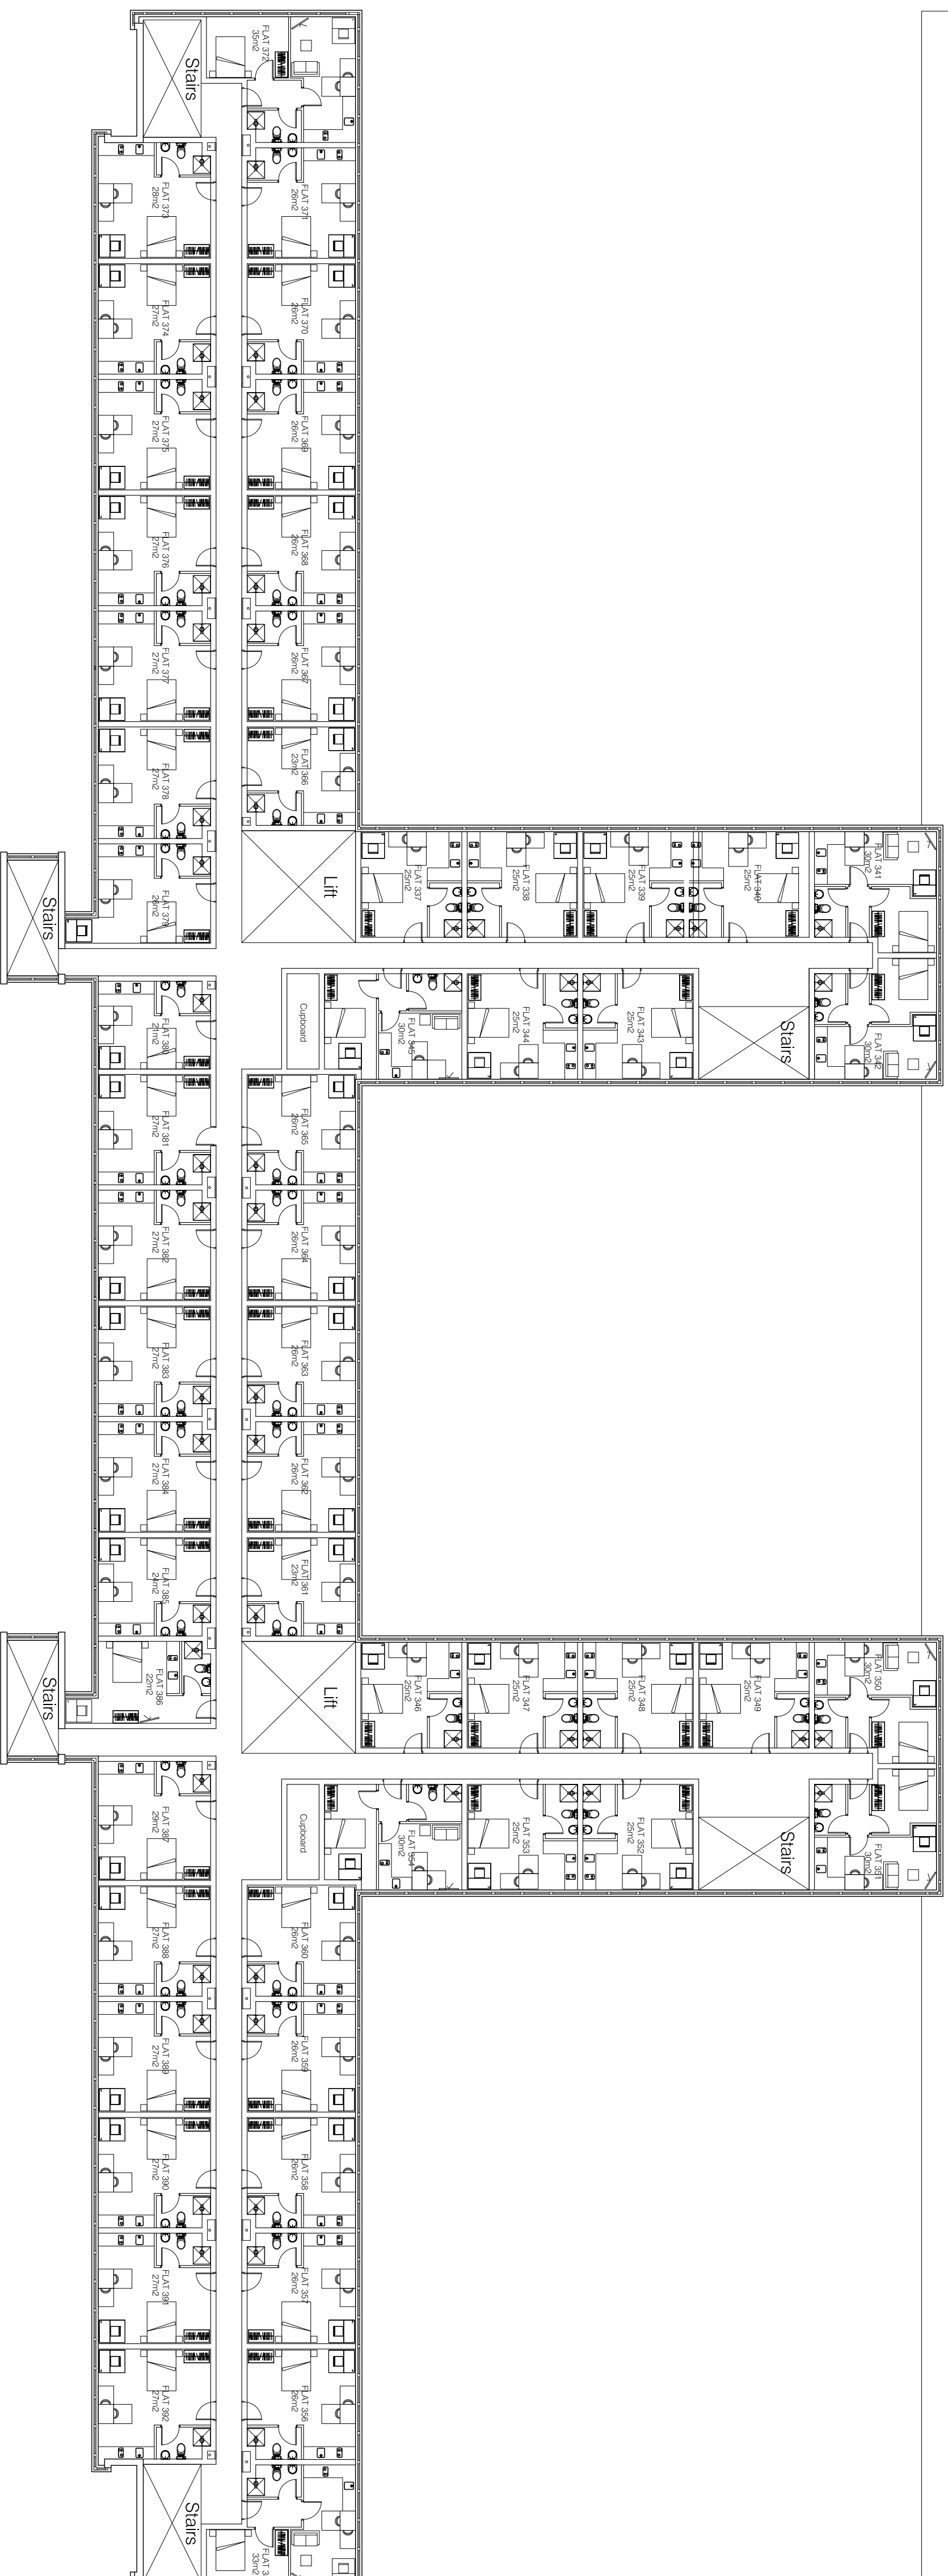 Stairs
FLAT 372
35m2
FLAT 373
28m2
FLAT 371
26m2
FLAT 374
27m2
FLAT 370
26m2
FLAT 375
27m2
FLAT 369
26m2
FLAT 376
27m2
FLAT 368
26m2
FLAT 377
27m2
FLAT 367
26m2
FLAT 378
27m2
FLAT 366
23m2
FLAT 379
26m2
Stairs
Lift
FLAT 337
25m2
FLAT 338
25m2
FLAT 339
25m2
FLAT 340
25m2
FLAT 341
30m2
FLAT 380
21m2
Cupboard
FLAT 345
30m2
FLAT 344
25m2
FLAT 343
25m2
Stairs
FLAT 342
30m2
FLAT 381
27m2
FLAT 365
26m2
FLAT 382
27m2
FLAT 364
26m2
FLAT 383
27m2
FLAT 363
26m2
FLAT 384
27m2
FLAT 362
26m2
FLAT 385
24m2
FLAT 361
23m2
Stairs
FLAT 386
22m2
Lift
FLAT 346
25m2
FLAT 347
25m2
FLAT 348
25m2
FLAT 349
25m2
FLAT 350
30m2
FLAT 387
29m2
Cupboard
FLAT 354
30m2
FLAT 353
25m2
FLAT 352
25m2
Stairs
FLAT 351
30m2
FLAT 388
27m2
FLAT 360
26m2
FLAT 389
27m2
FLAT 359
26m2
FLAT 390
27m2
FLAT 358
26m2
FLAT 391
27m2
FLAT 357
26m2
FLAT 392
27m2
FLAT 356
26m2
Stairs
FLAT
33m2